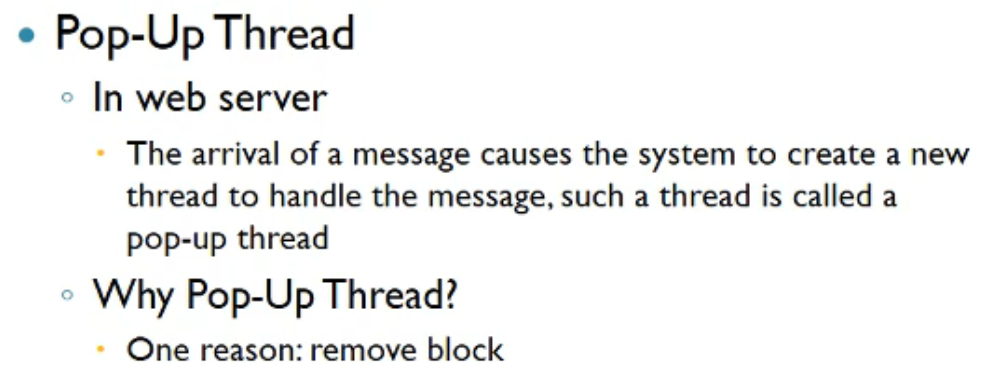 Pop-Up Thread
In web server
The arrival of a message causes the system to create a new
thread to handle the message, such a thread is called a
pop-up thread
Why Pop-Up Thread?
One reason: remove block